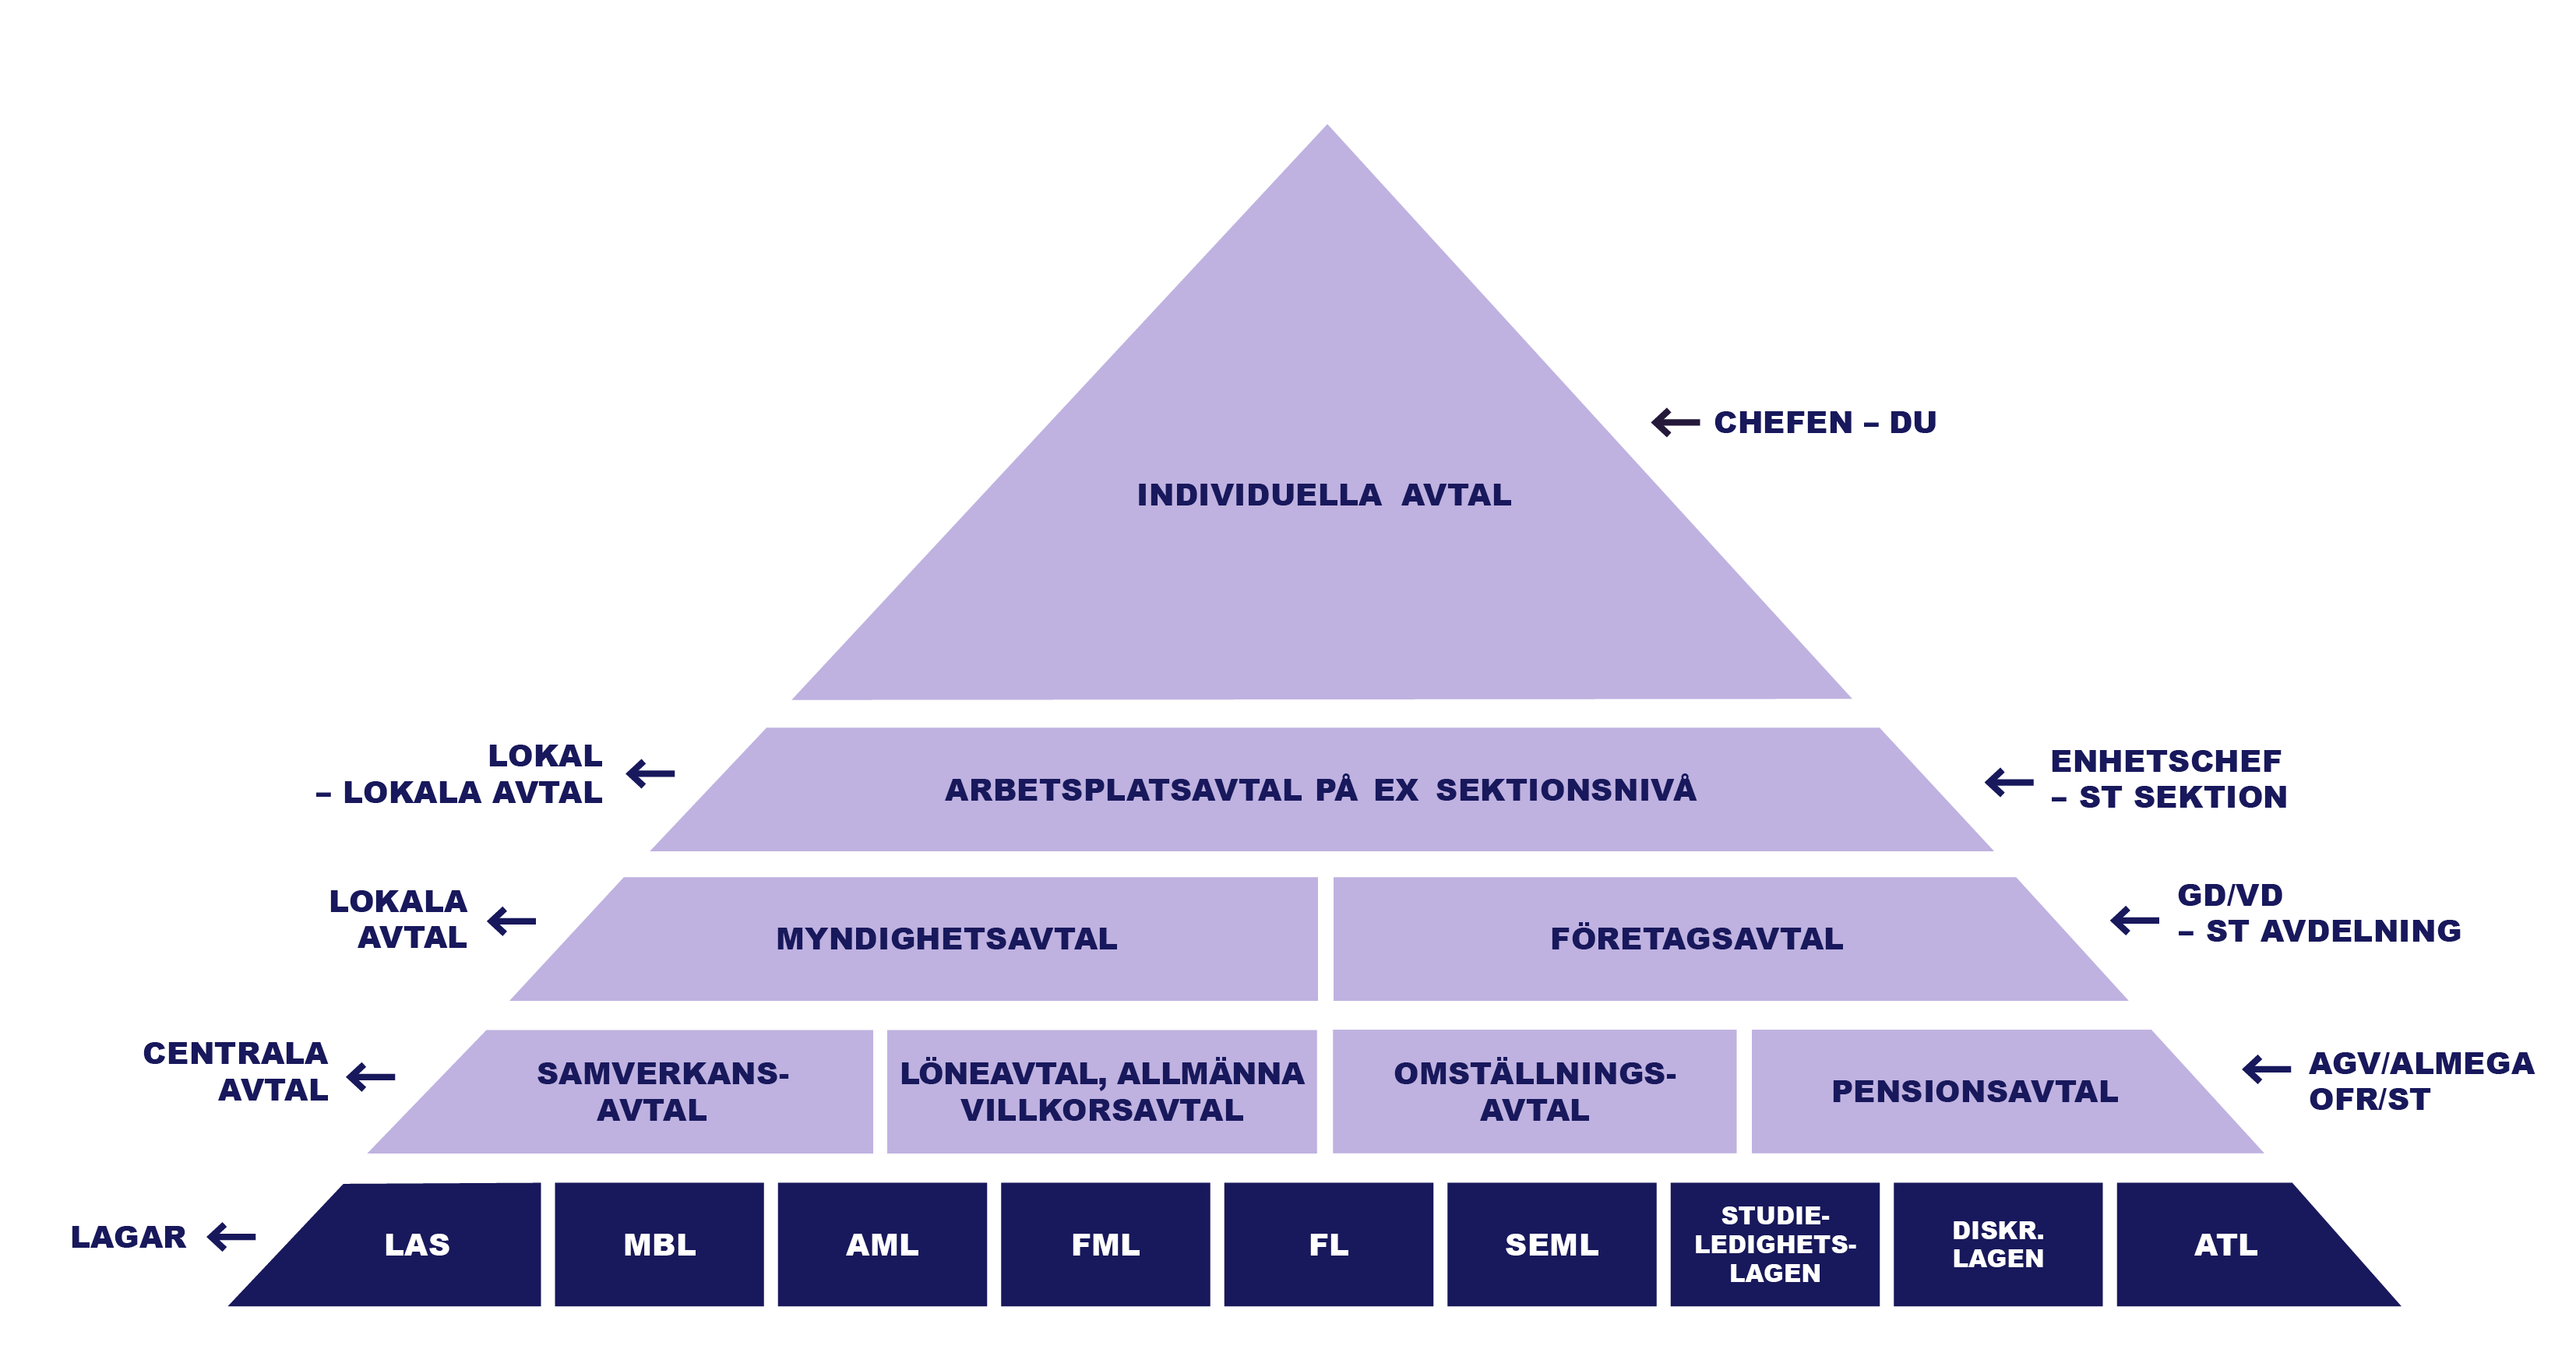 CHEFEN – DU
INDIVIDUELLA AVTAL
LOKAL
– LOKALA AVTAL
ARBETSPLATSAVTAL PÅ EX SEKTIONSNIVÅ
ENHETSCHEF
– ST SEKTION
LOKALA
AVTAL
MYNDIGHETSAVTAL
FÖRETAGSAVTAL
GD/VD
– ST AVDELNING
CENTRALA
AVTAL
SAMVERKANS-
AVTAL
LÖNEAVTAL, ALLMÄNNA
VILLKORSAVTAL
OMSTÄLLNINGS-
AVTAL
PENSIONSAVTAL
AGV/ALMEGA
OFR/ST
LAGAR
LAS
MBL
AML
FML
FL
SEML
STUDIE-
LEDIGHETS-
LAGEN
DISKR.
LAGEN
ATL